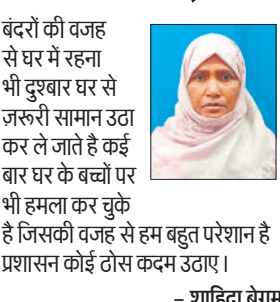 बंदरों की वजह
से घर में रहना
भी दुश्बार घर से
ज़रूरी सामान उठा
कर ले जाते है कई
बार घर के बच्चों पर
भी हमला कर चुके
है जिसकी वजह से हम बहुत परेशान है
प्रशासन कोई ठोस कदम उठाए।
– शाहिदा बेगम